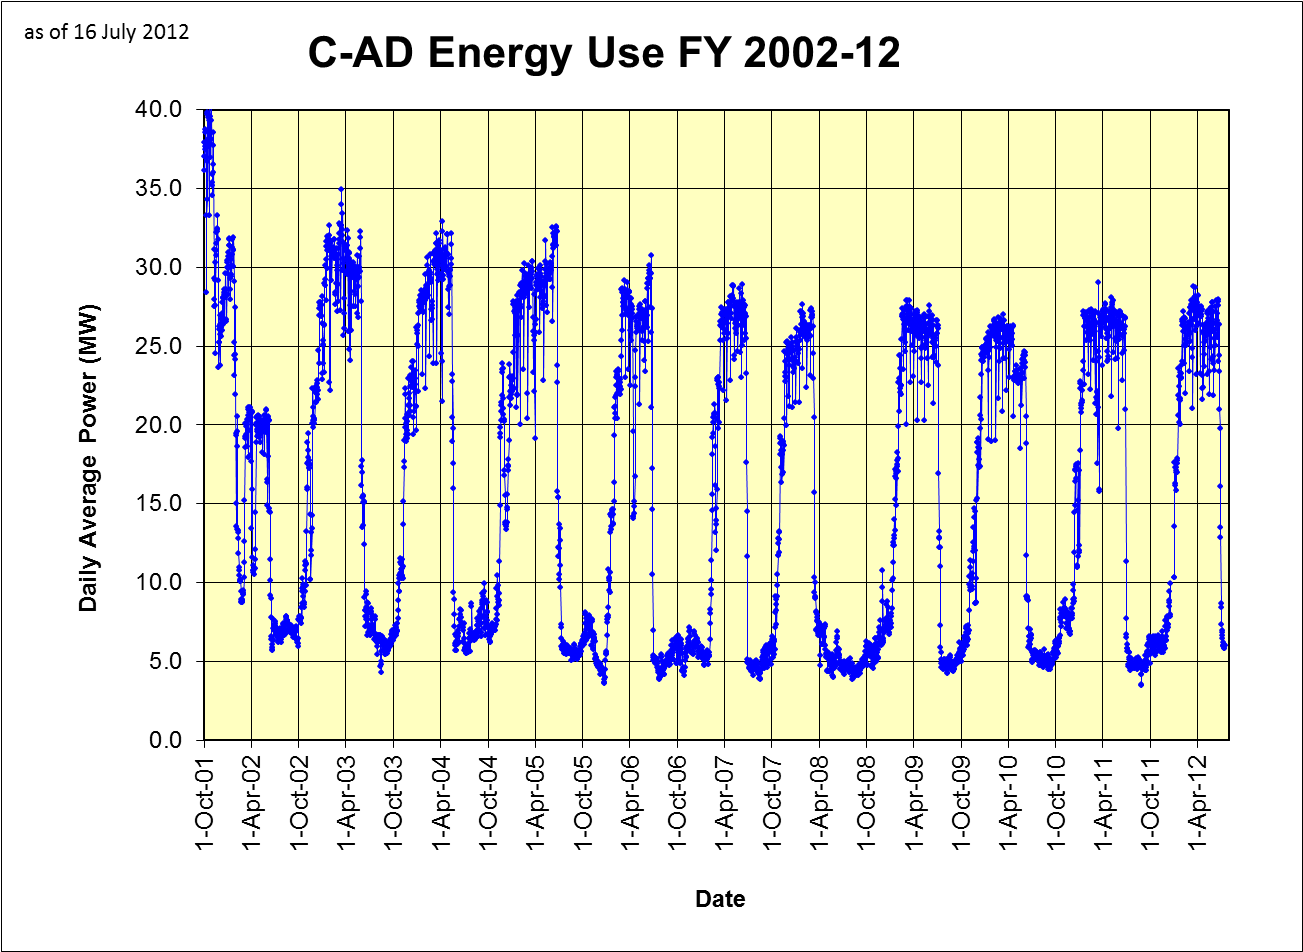 as of 16 July 2012
C-AD Energy Use FY 2002-12
Daily Average Power (MW)
40.0
35.0
30.0
25.0
20.0
15.0
10.0
5.0
0.0
1-Oct-01
1-Apr-02
1-Oct-02
1-Apr-03
1-Oct-03
1-Apr-04
1-Oct-04
1-Apr-05
1-Oct-05
1-Apr-06
1-Oct-06
1-Apr-07
1-Oct-07
1-Apr-08
1-Oct-08
1-Apr-09
1-Oct-09
1-Apr-10
1-Oct-10
1-Apr-11
1-Oct-11
1-Apr-12
Date